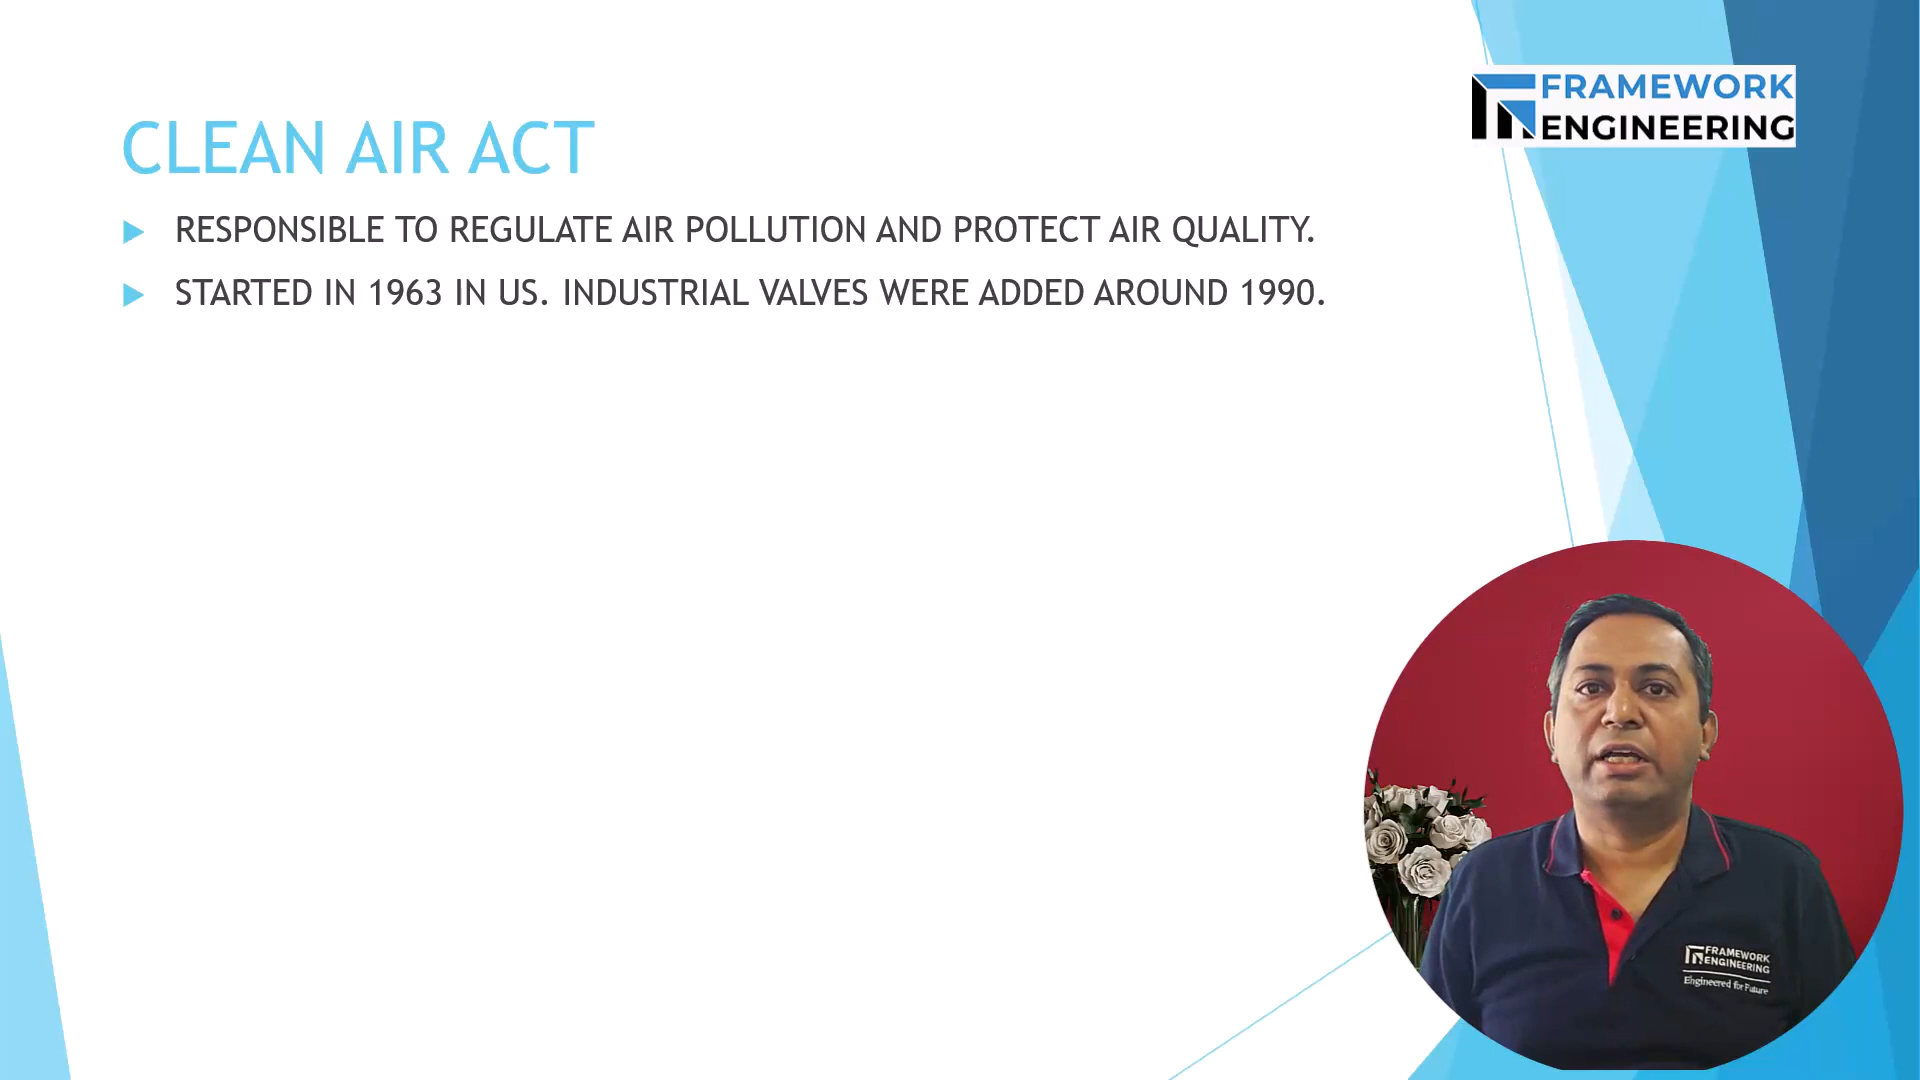 FRAMEWORK
ENGINEERING
CLEAN AIR ACT
RESPONSIBLE TO REGULATE AIR POLLUTION AND PROTECT AIR QUALITY.
STARTED IN 1963 IN US. INDUSTRIAL VALVES WERE ADDED AROUND 1990.
FRAMEWORK
ENGINEERING
Engineered for Future